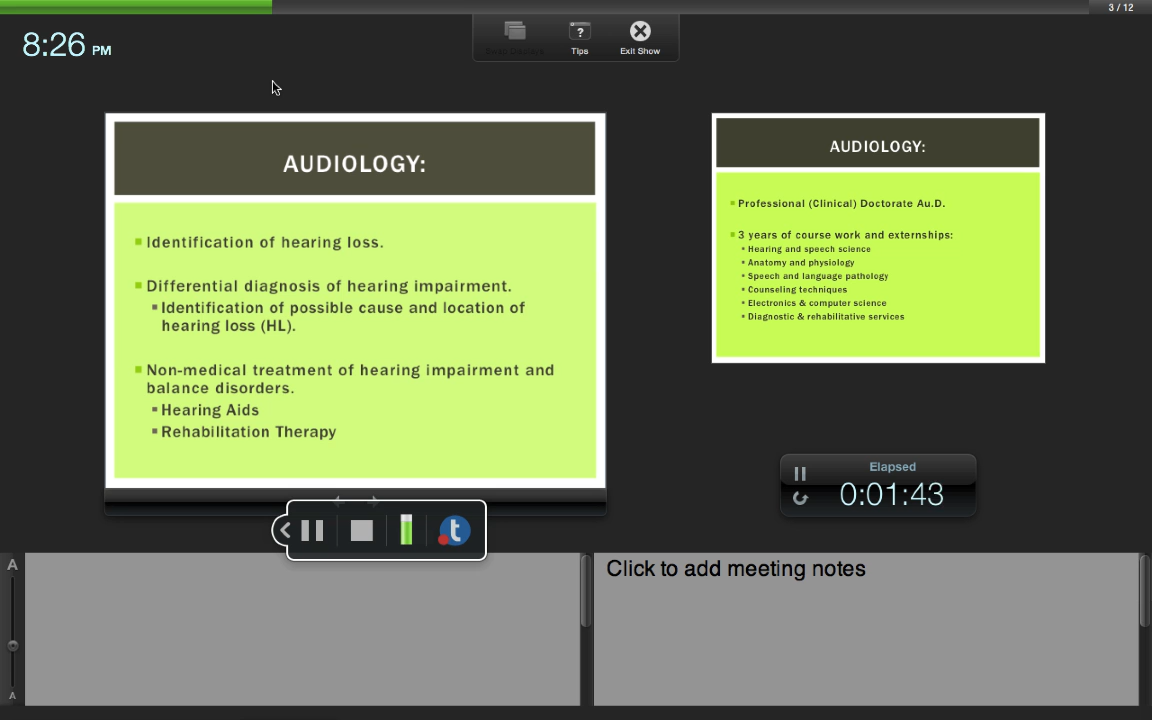 3 / 12
8:26 PM
Swap Displays
Tips
Exit Show
AUDIOLOGY:
Identification of hearing loss.
Differential diagnosis of hearing impairment.
Identification of possible cause and location of
hearing loss (HL).
Non-medical treatment of hearing impairment and
balance disorders.
Hearing Aids
Rehabilitation Therapy
AUDIOLOGY:
Professional (Clinical) Doctorate Au.D.
3 years of course work and externships:
Hearing and speech science
Anatomy and physiology
Speech and language pathology
Counseling techniques
Electronics & computer science
Diagnostic & rehabilitative services
Elapsed
0:01:43
t
A
A
Click to add meeting notes